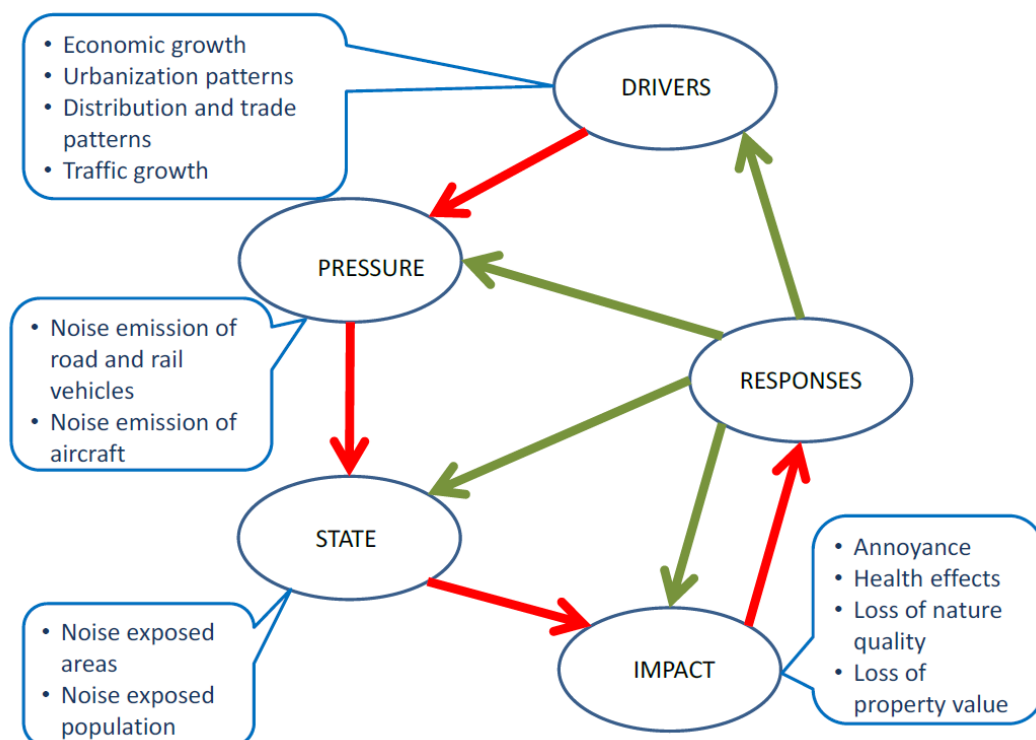 • Economic growth
• Urbanization patterns
• Distribution and trade
patterns
• Traffic growth
DRIVERS
PRESSURE
• Noise emission of
road and rail
vehicles
• Noise emission of
aircraft
RESPONSES
STATE
• Noise exposed
areas
• Noise exposed
population
IMPACT
• Annoyance
• Health effects
• Loss of nature
quality
• Loss of
property value